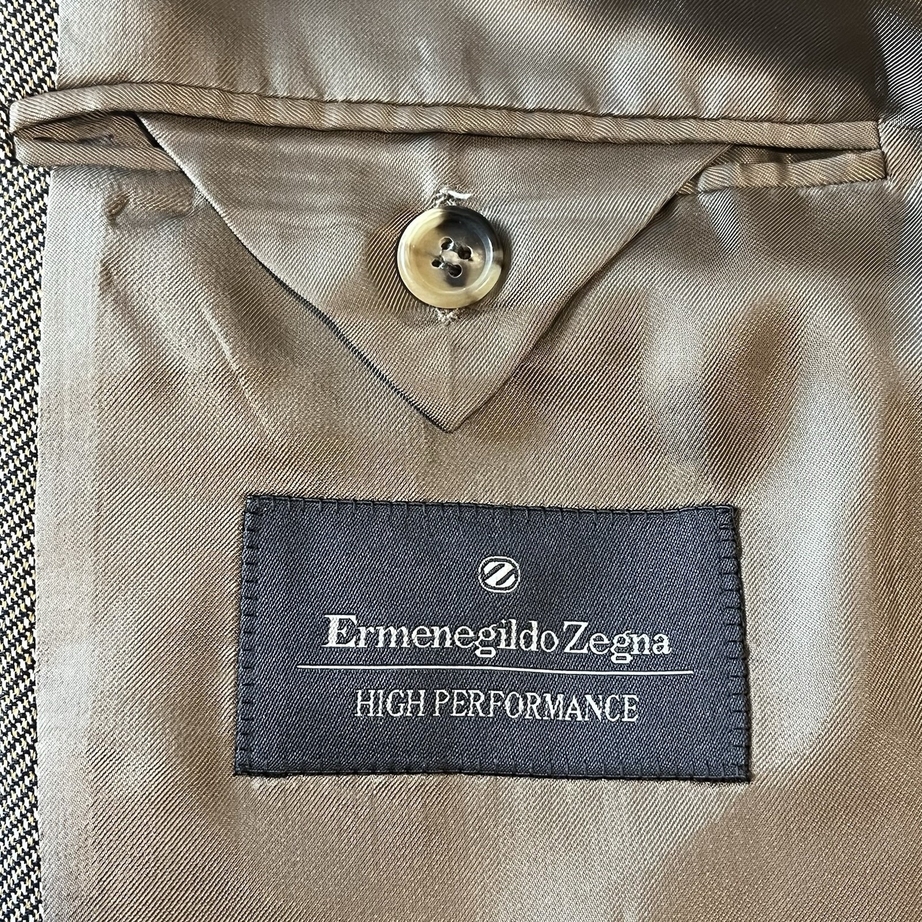 Z
Ermenegildo Zegna
HIGH PERFORMANCE